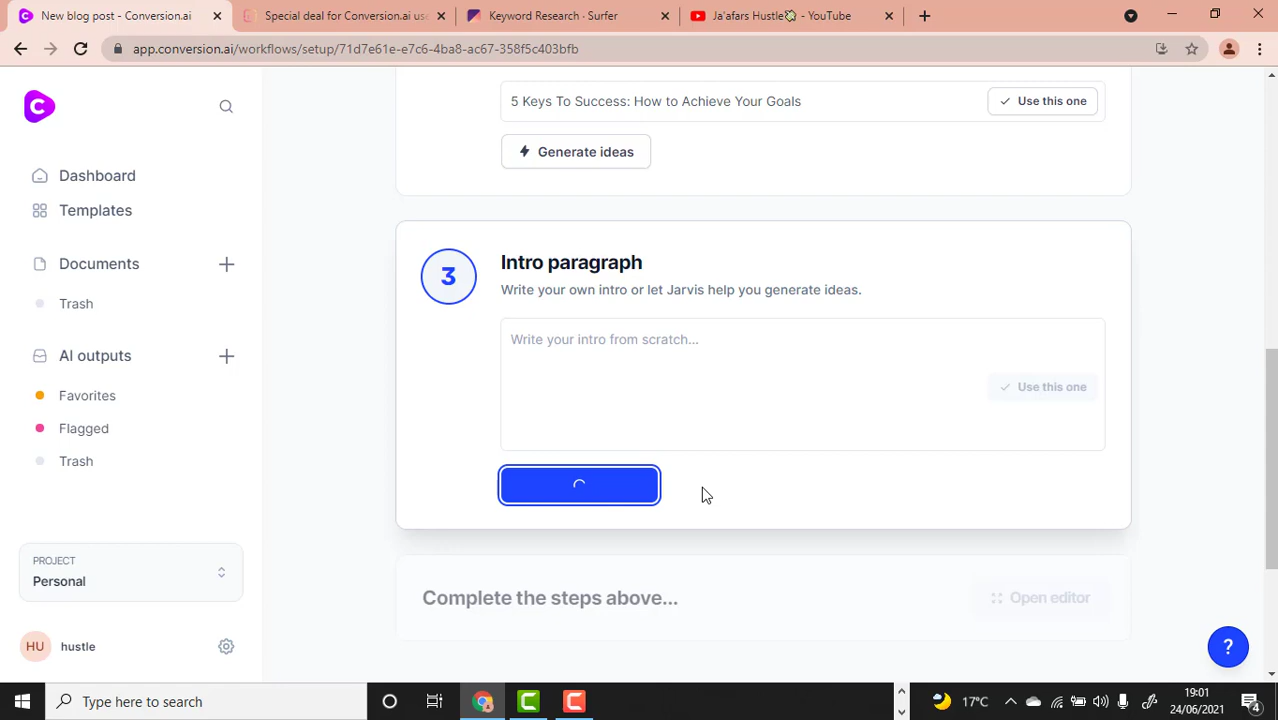 New blog post - Conversion.ai
Special deal for Conversion.ai use
Keyword Research · Surfer
Ja'afars Hustle - YouTube
app.conversion.ai/workflows/setup/71d7e61e-e7c6-4ba8-ac67-358f5c403bfb
C
Dashboard
Templates
Documents
Trash
AI outputs
Favorites
Flagged
Trash
PROJECT
Personal
HU
hustle
5 Keys To Success: How to Achieve Your Goals
Use this one
Generate ideas
3
Intro paragraph
Write your own intro or let Jarvis help you generate ideas.
Write your intro from scratch...
Use this one
Complete the steps above...
Open editor
?
Type here to search
17°C
19:01
24/06/2021
4